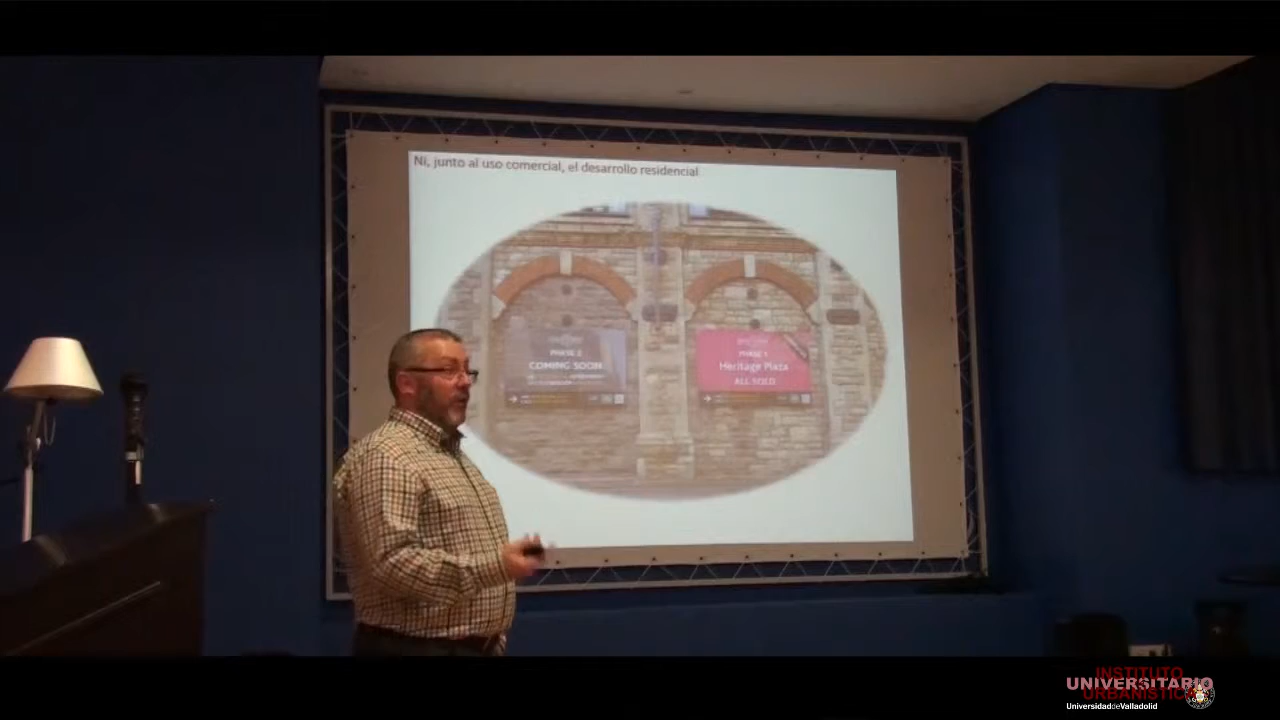 Ni, junto al uso comercial, el desarrollo residencial
PHASE 2
COMING SOON
PHASE 1
Heritage Plaza
ALL SOLD
INSTITUTO
UNIVERSITARIO
URBANÍSTICA
UniversidaddeValladolid